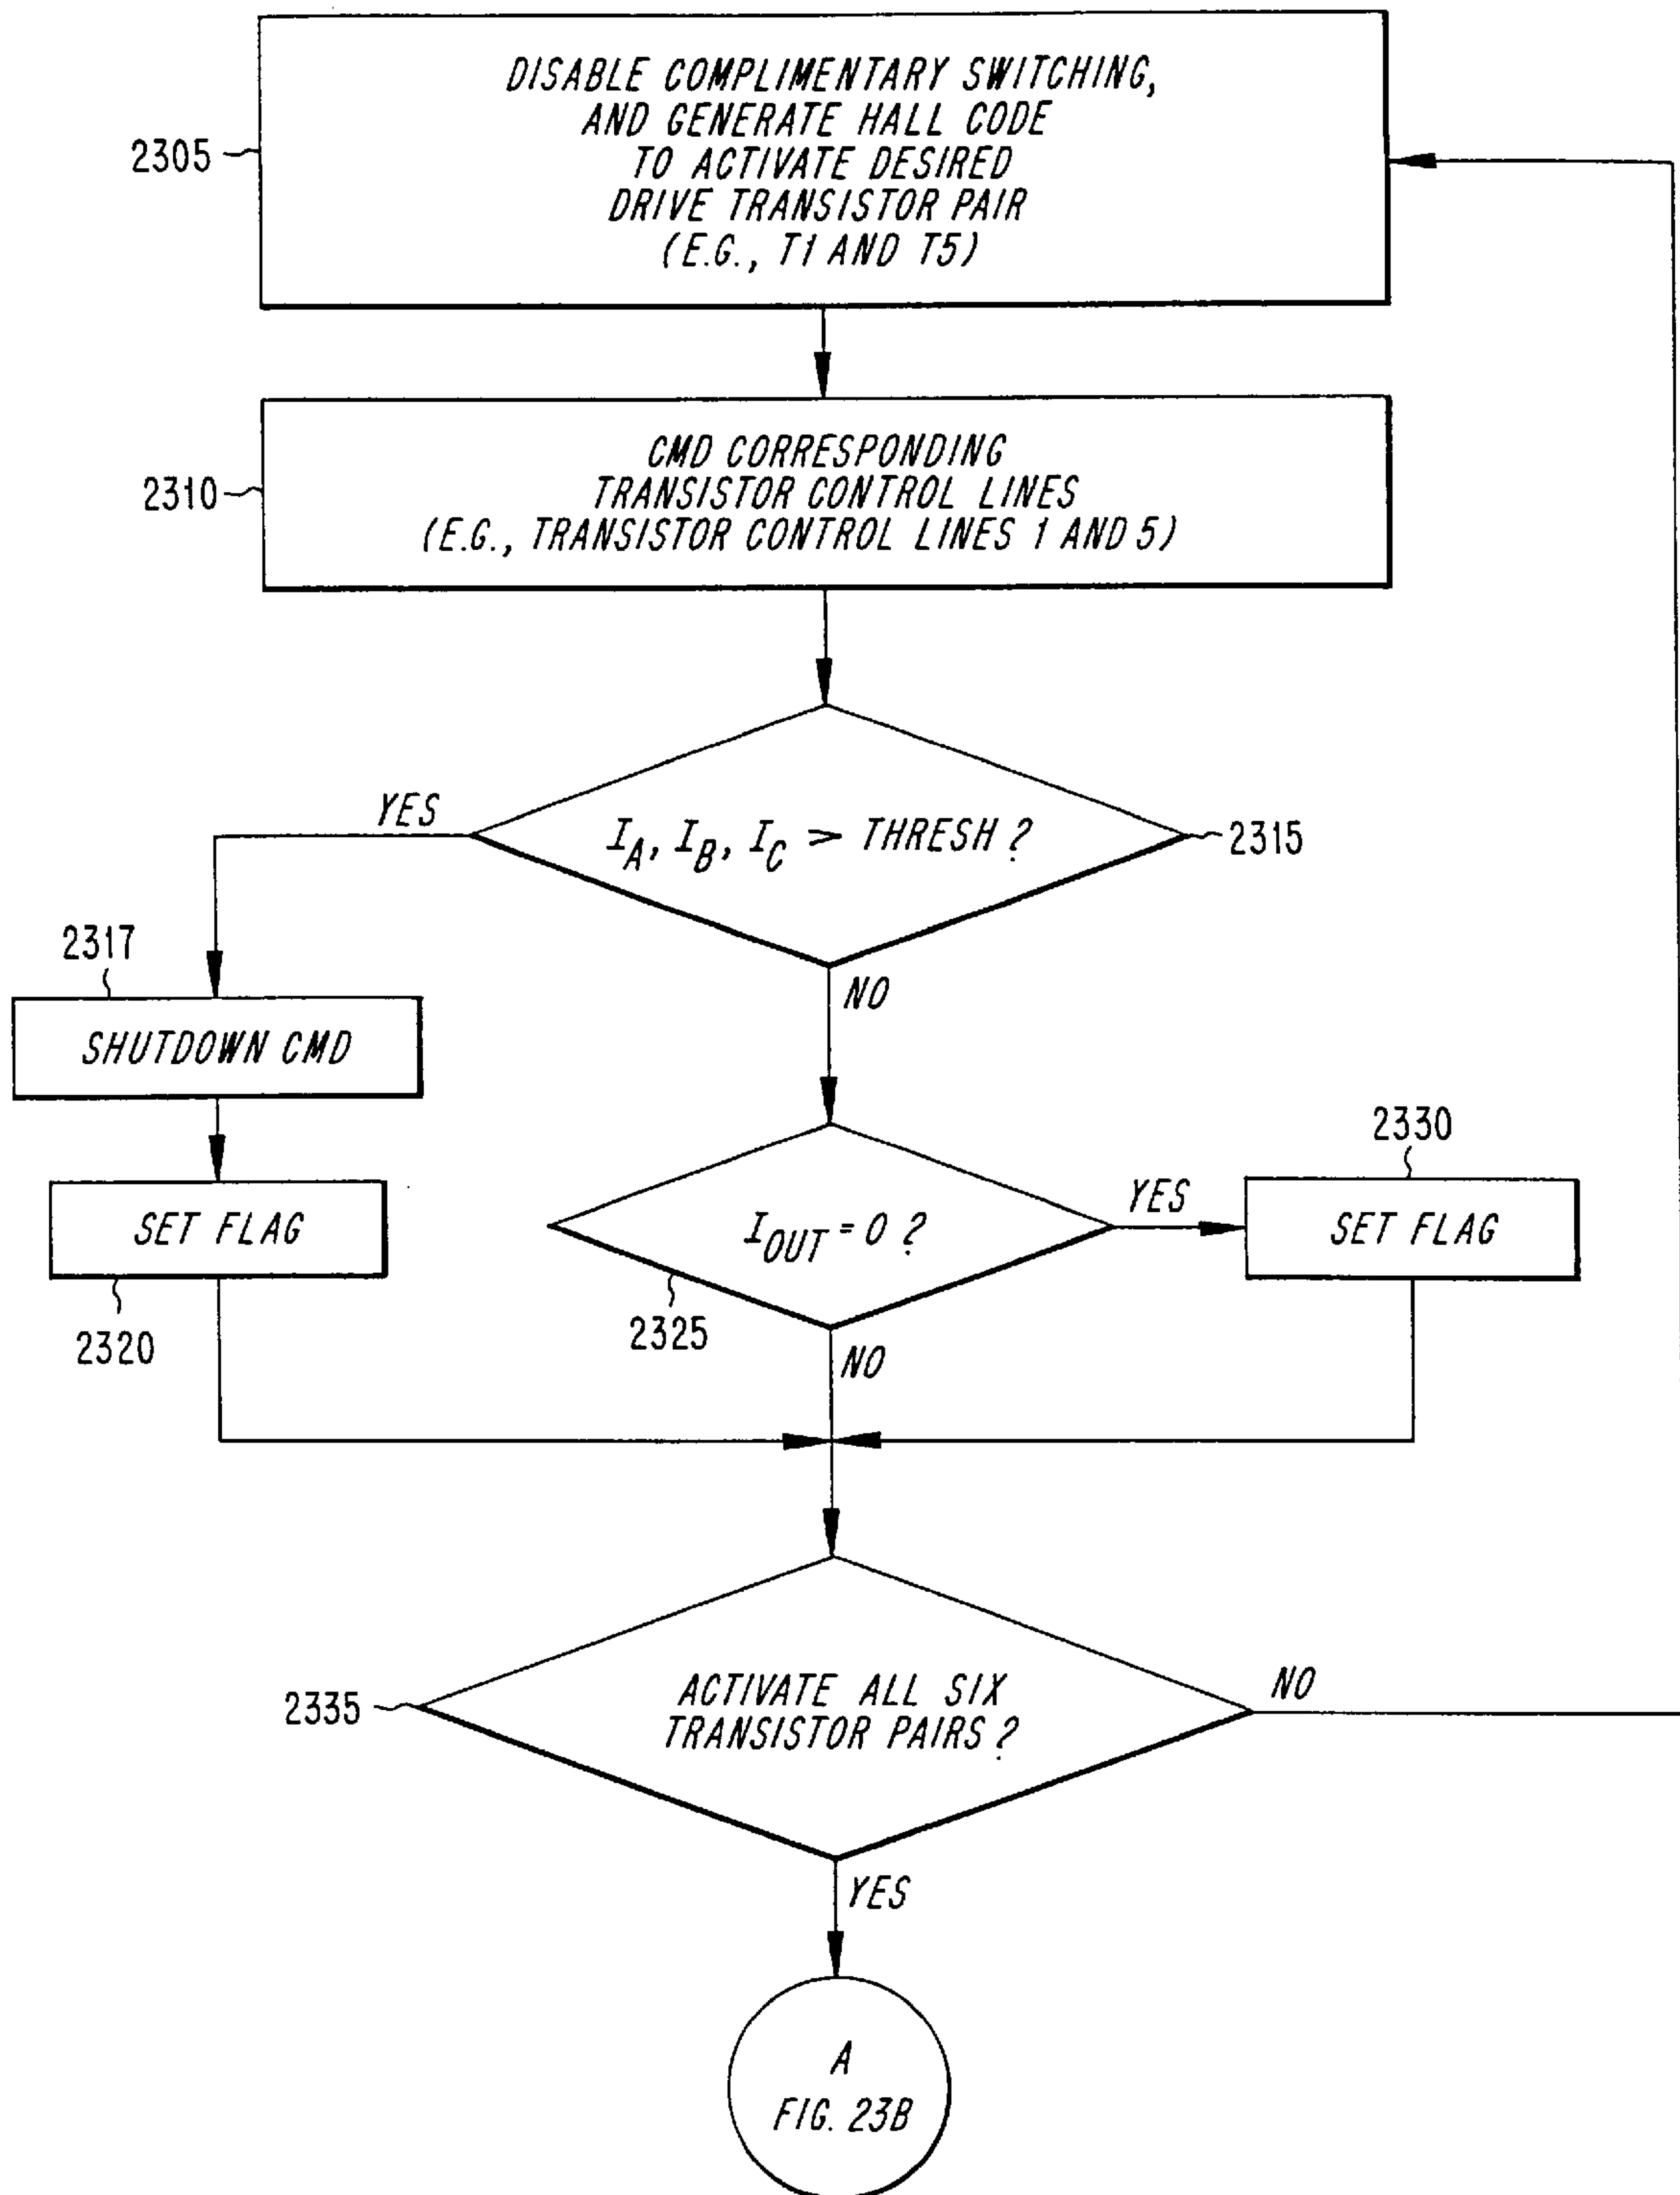 DISABLE COMPLIMENTARY SWITCHING,
AND GENERATE HALL CODE
TO ACTIVATE DESIRED
DRIVE TRANSISTOR PAIR
(E.G., T1 AND T5)
2305
CMD CORRESPONDING
TRANSISTOR CONTROL LINES
(E.G., TRANSISTOR CONTROL LINES 1 AND 5)
2310
YES
I_A, I_B, I_C > THRESH ?
2315
2317
NO
SHUTDOWN CMD
2330
SET FLAG
I_OUT = 0 ?
YES
SET FLAG
2320
2325
NO
2335
ACTIVATE ALL SIX
TRANSISTOR PAIRS ?
NO
YES
A
FIG. 23B